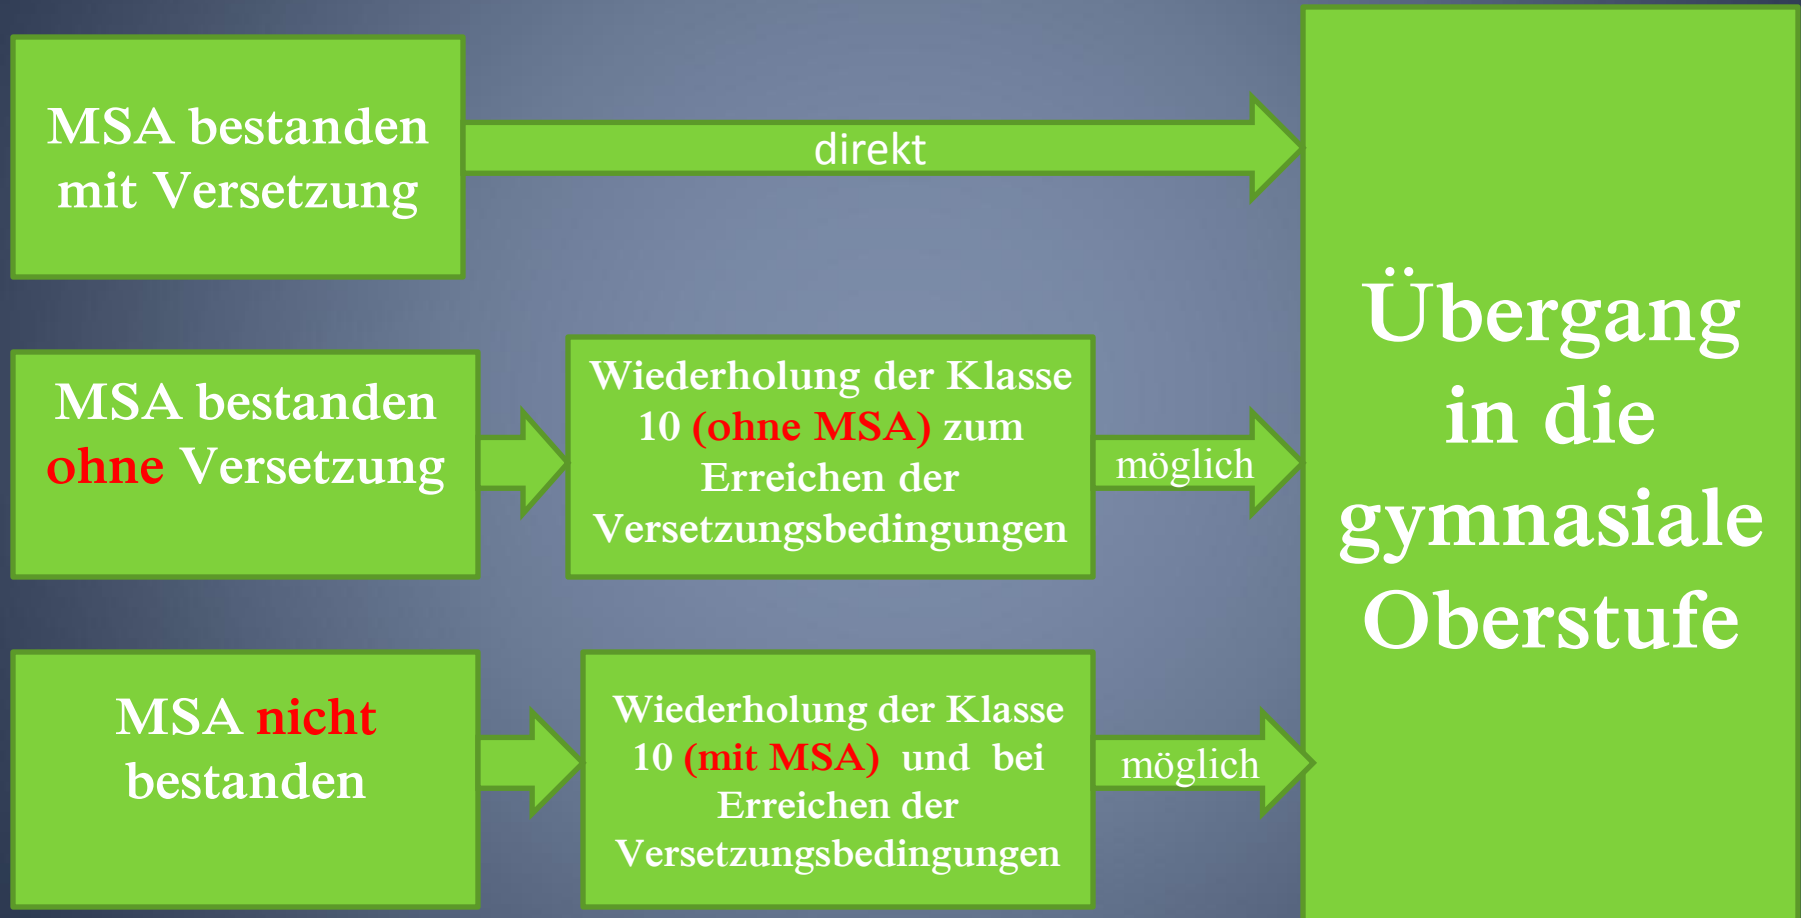 MSA bestanden
mit Versetzung
direkt
MSA bestanden
ohne Versetzung
Wiederholung der Klasse
10 (ohne MSA) zum
Erreichen der
Versetzungsbedingungen
möglich
MSA nicht
bestanden
Wiederholung der Klasse
10 (mit MSA) und bei
Erreichen der
Versetzungsbedingungen
möglich
Übergang
in die
gymnasiale
Oberstufe